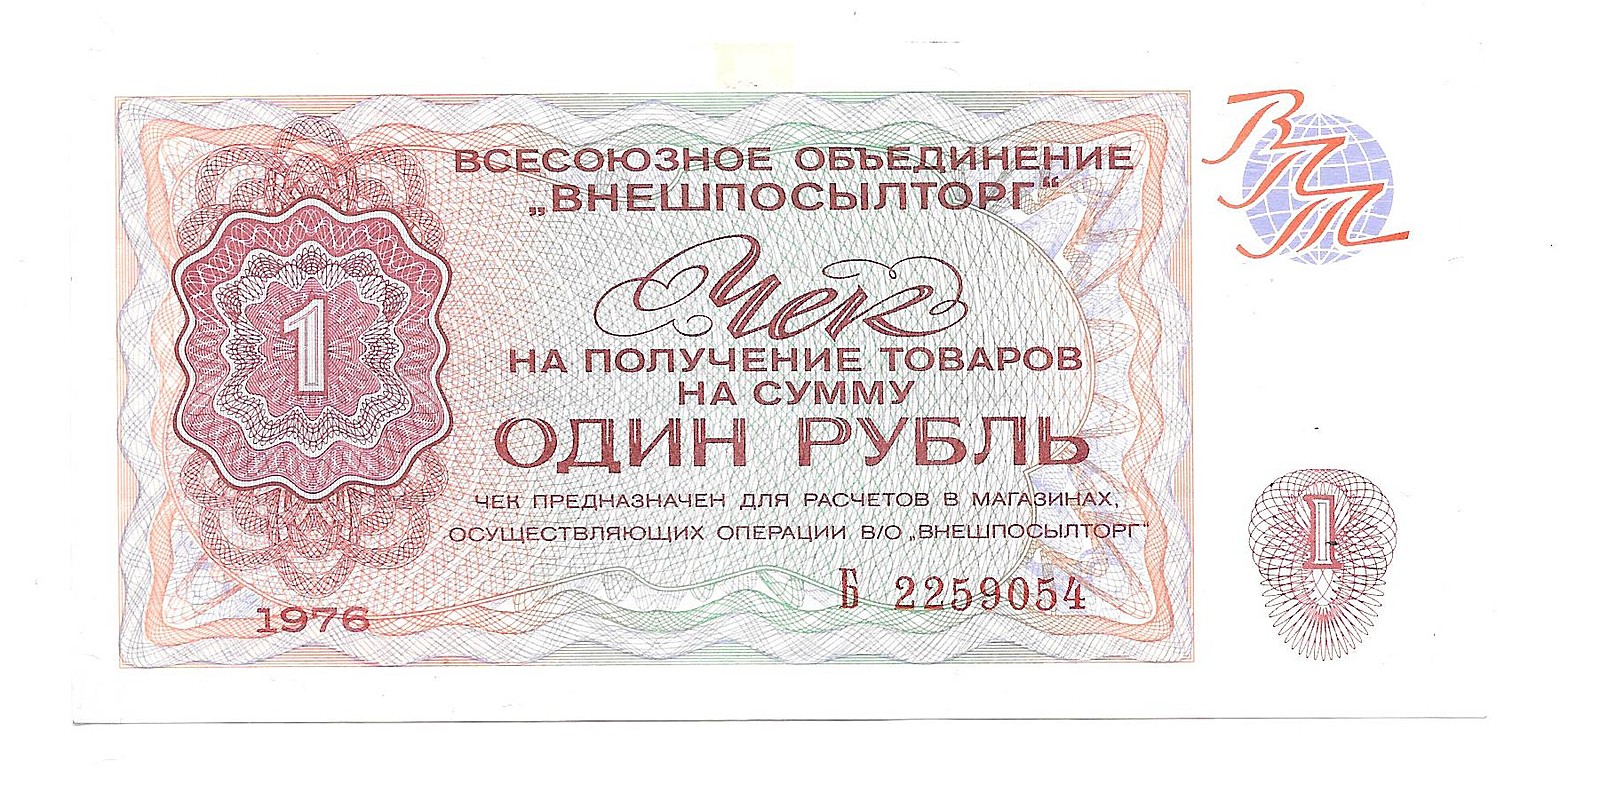 ВСЕСОЮЗНОЕ ОБЪЕДИНЕНИЕ
„ВНЕШПОСЫЛТОРГ“
ВПТ
Чек
НА ПОЛУЧЕНИЕ ТОВАРОВ
НА СУММУ
ОДИН РУБЛЬ
1
ЧЕК ПРЕДНАЗНАЧЕН ДЛЯ РАСЧЕТОВ В МАГАЗИНАХ,
ОСУЩЕСТВЛЯЮЩИХ ОПЕРАЦИИ В/О „ВНЕШПОСЫЛТОРГ“
1
Б 2259054
1976